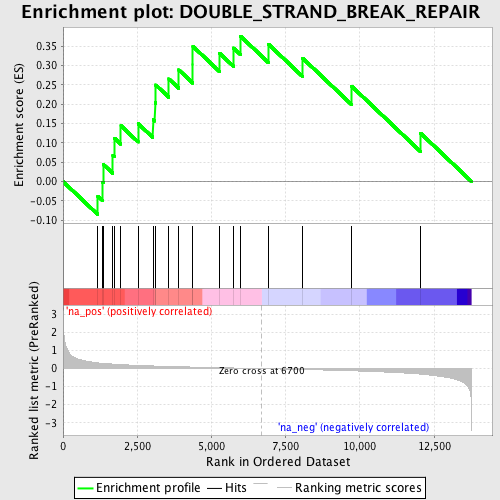 Enrichment plot: DOUBLE_STRAND_BREAK_REPAIR
Enrichment score (ES)
0.35
0.30
0.25
0.20
0.15
0.10
0.05
0.00
-0.05
-0.10
'na_pos' (positively correlated)
Ranked list metric (PreRanked)
3
2
1
0
-1
-2
-3
Zero cross at 6700
'na_neg' (negatively correlated)
0
2,500
5,000
7,500
10,000
12,500
Rank in Ordered Dataset
Enrichment profile
Hits
Ranking metric scores